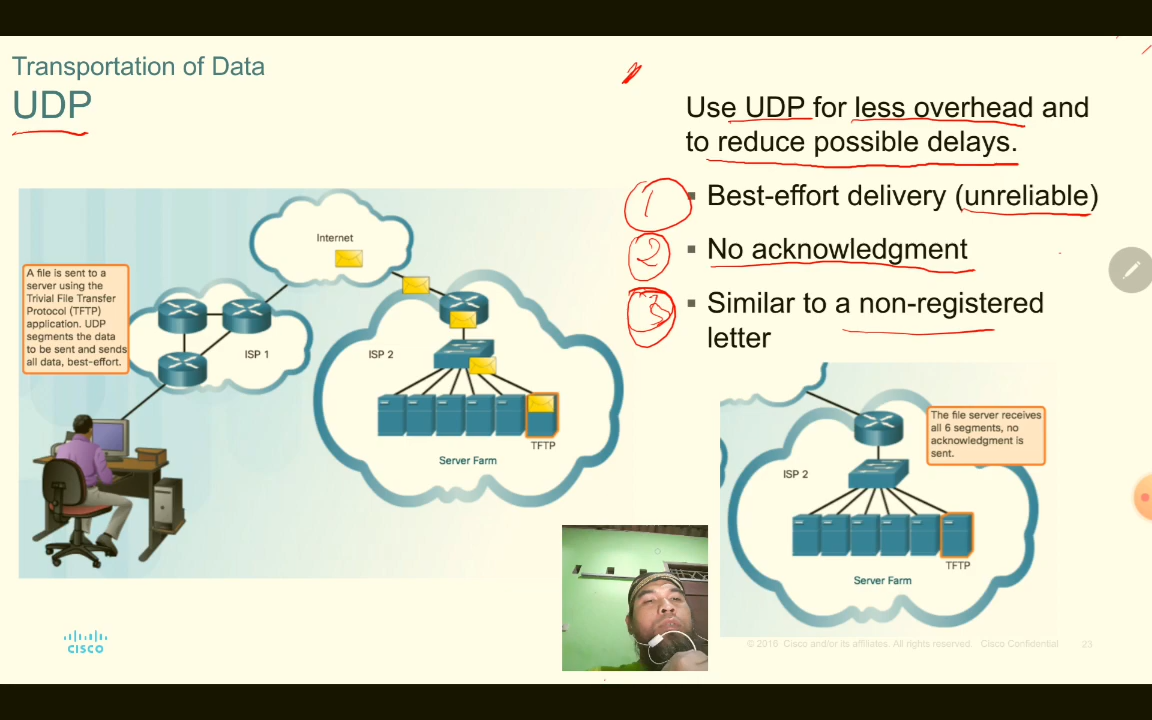 Transportation of Data
UDP
Use UDP for less overhead and
to reduce possible delays.
1
▪ Best-effort delivery (unreliable)
2
▪ No acknowledgment
3
▪ Similar to a non-registered
letter
Internet
A file is sent to a
server using the
Trivial File Transfer
Protocol (TFTP)
application. UDP
segments the data
to be sent and sends
all data, best-effort.
ISP 1
ISP 2
TFTP
Server Farm
The file server receives
all 6 segments, no
acknowledgment is
sent.
ISP 2
TFTP
Server Farm
CISCO
© 2016 Cisco and/or its affiliates. All rights reserved. Cisco Confidential 23